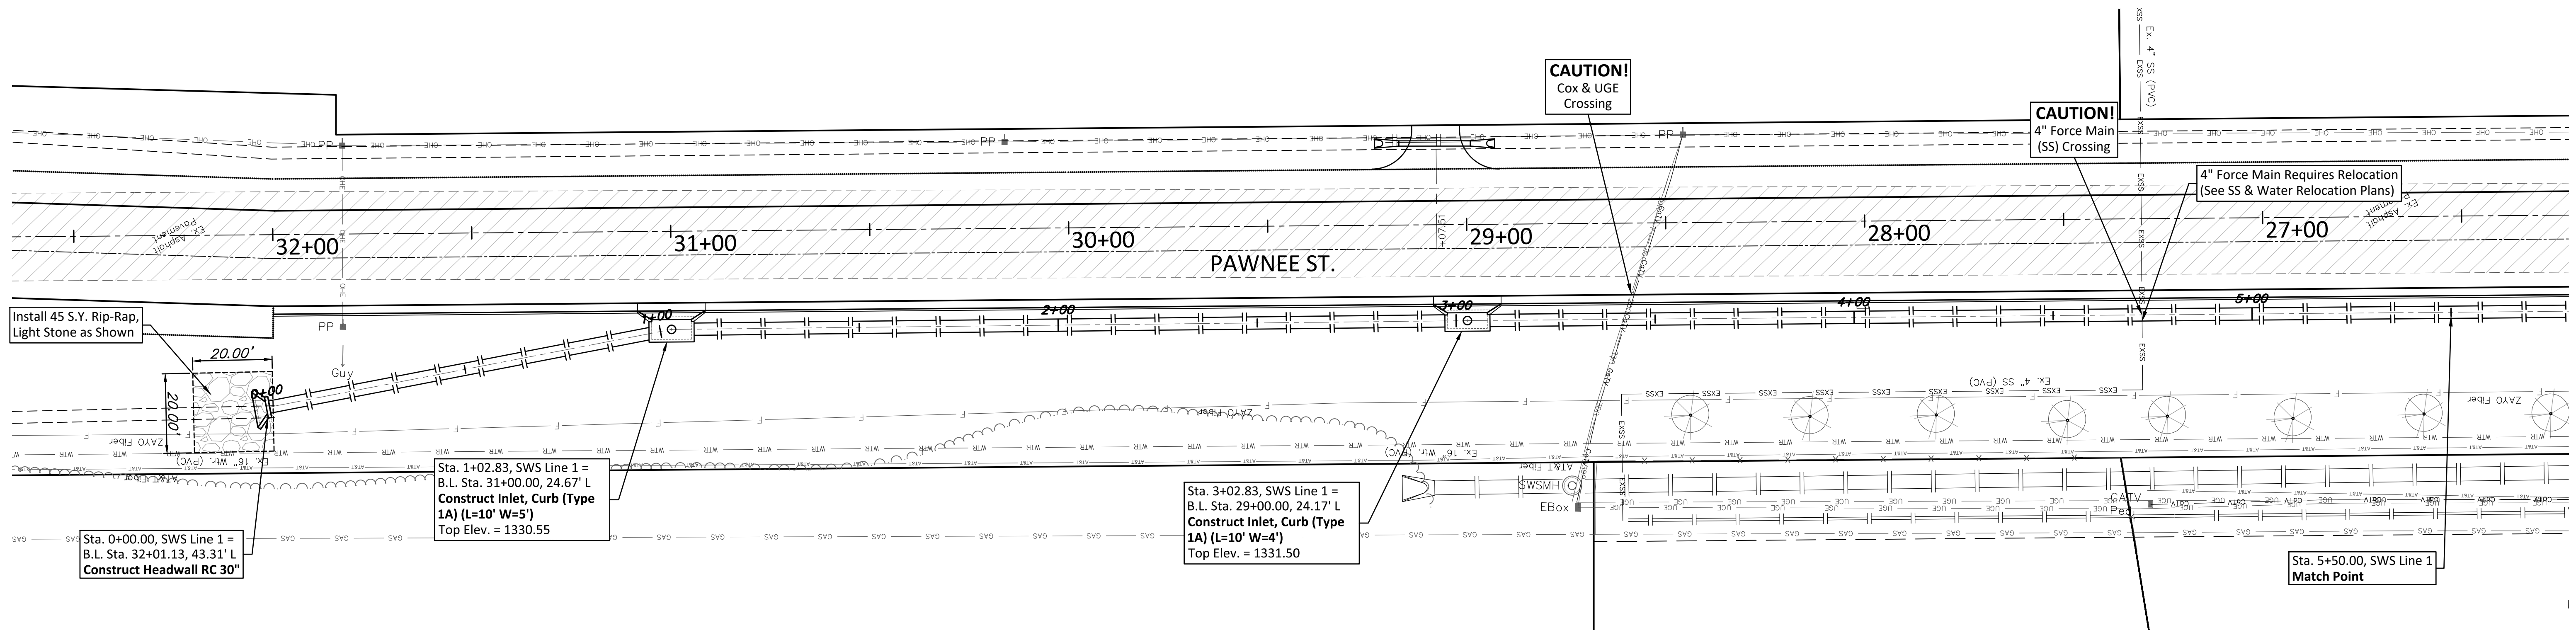 CAUTION!
Cox & UGE
Crossing
CAUTION!
4" Force Main
(SS) Crossing
Ex. 4" SS (PVC)
4" Force Main Requires Relocation
(See SS & Water Relocation Plans)
PP
PP
PP
Ex. Asphalt
Pavement
32+00
31+00
30+00
29+00
28+00
27+00
PAWNEE ST.
Install 45 S.Y. Rip-Rap,
Light Stone as Shown
PP
Guy
20.00'
20.00'
0+00
1+00
2+00
3+00
4+00
5+00
Ex. 4" SS (PVC)
ZAYO Fiber
ZAYO Fiber
ZAYO Fiber
Ex. 16" Wtr. (PVC)
Ex. 16" Wtr. (PVC)
AT&T Fiber
AT&T Fiber
SWSMH
EBox
CATV
Ped
Sta. 0+00.00, SWS Line 1 =
B.L. Sta. 32+01.13, 43.31' L
Construct Headwall RC 30"
Sta. 1+02.83, SWS Line 1 =
B.L. Sta. 31+00.00, 24.67' L
Construct Inlet, Curb (Type
1A) (L=10' W=5')
Top Elev. = 1330.55
Sta. 3+02.83, SWS Line 1 =
B.L. Sta. 29+00.00, 24.17' L
Construct Inlet, Curb (Type
1A) (L=10' W=4')
Top Elev. = 1331.50
Sta. 5+50.00, SWS Line 1
Match Point